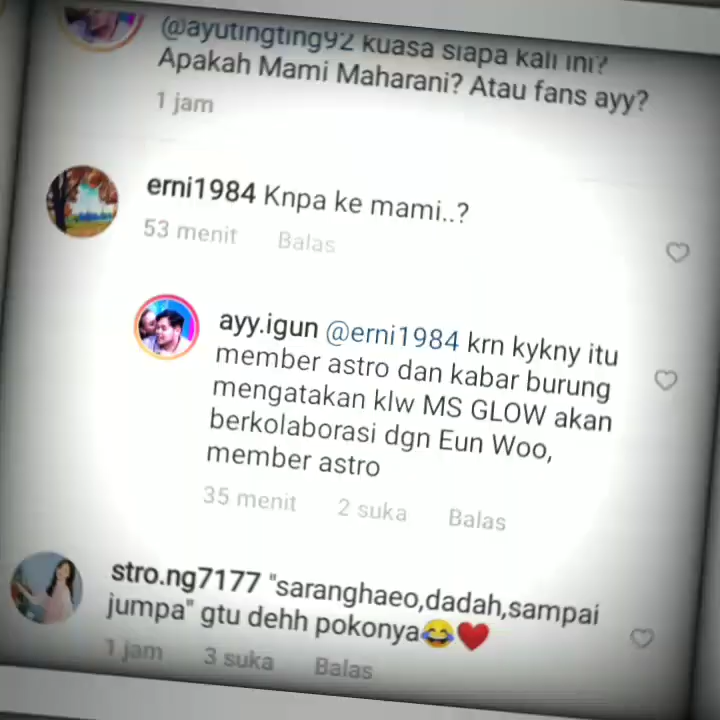 @ayutingting92 kuasa siapa kali ini?
Apakah Mami Maharani? Atau fans ayy?
1 jam
erni1984 Knpa ke mami..?
53 menit Balas
ayy.igun @erni1984 krn kykny itu
member astro dan kabar burung
mengatakan klw MS GLOW akan
berkolaborasi dgn Eun Woo,
member astro
35 menit 2 suka Balas
stro.ng7177 "saranghaeo,dadah,sampai
jumpa" gtu dehh pokonya😂❤️
1 jam 3 suka Balas